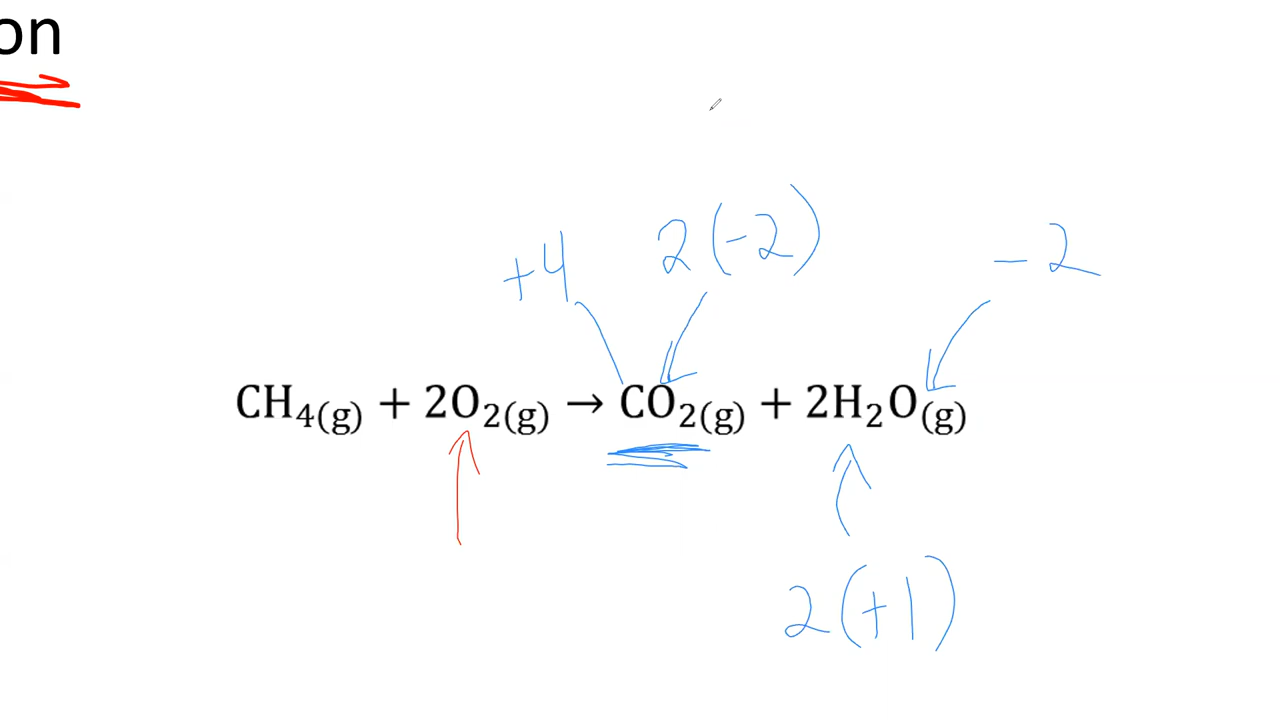 on
+4 2(-2) -2
CH₄(g) + 2O₂(g) → CO₂(g) + 2H₂O(g)
2(+1)